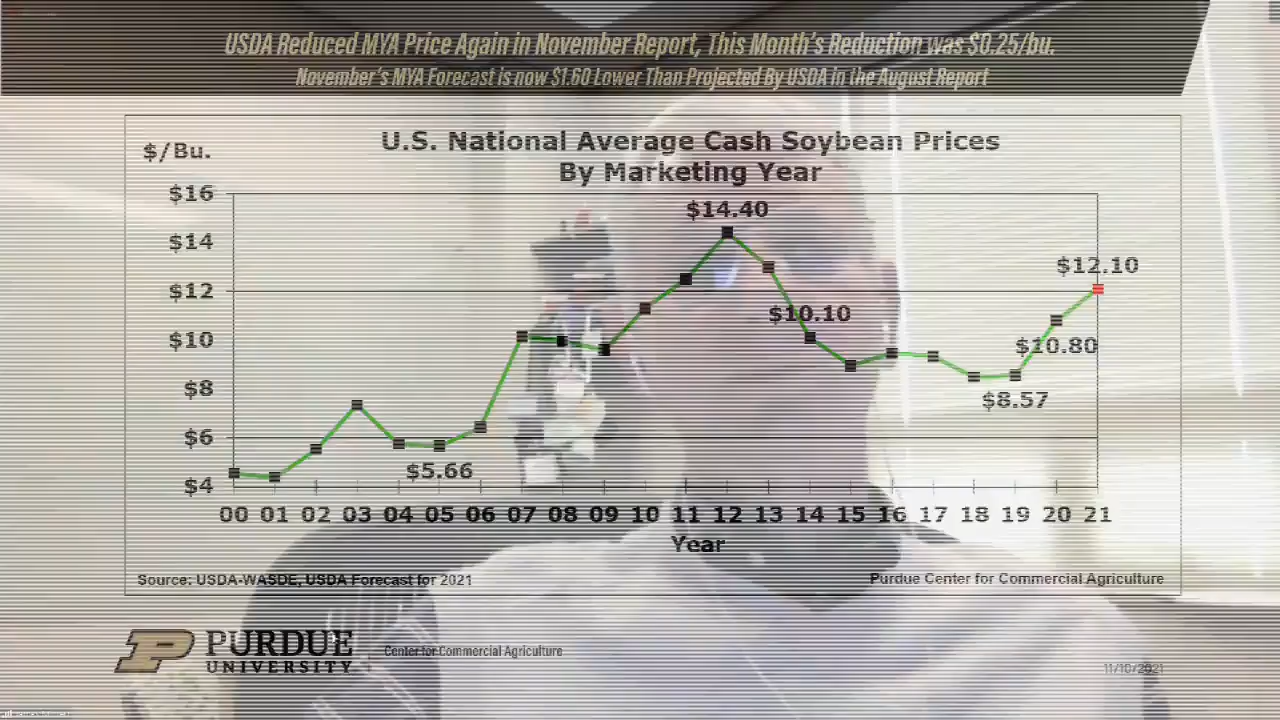 USDA Reduced MYA Price Again in November Report, This Month's Reduction was $0.25/bu.
November's MYA Forecast is now $1.60 Lower Than Projected By USDA in the August Report
U.S. National Average Cash Soybean Prices
By Marketing Year
$/Bu.
$16
$14
$12
$10
$8
$6
$4
$14.40
$12.10
$10.10
$10.80
$8.57
$5.66
00 01 02 03 04 05 06 07 08 09 10 11 12 13 14 15 16 17 18 19 20 21
Year
Source: USDA-WASDE, USDA Forecast for 2021
Purdue Center for Commercial Agriculture
PURDUE
UNIVERSITY
Center for Commercial Agriculture
11/10/2021